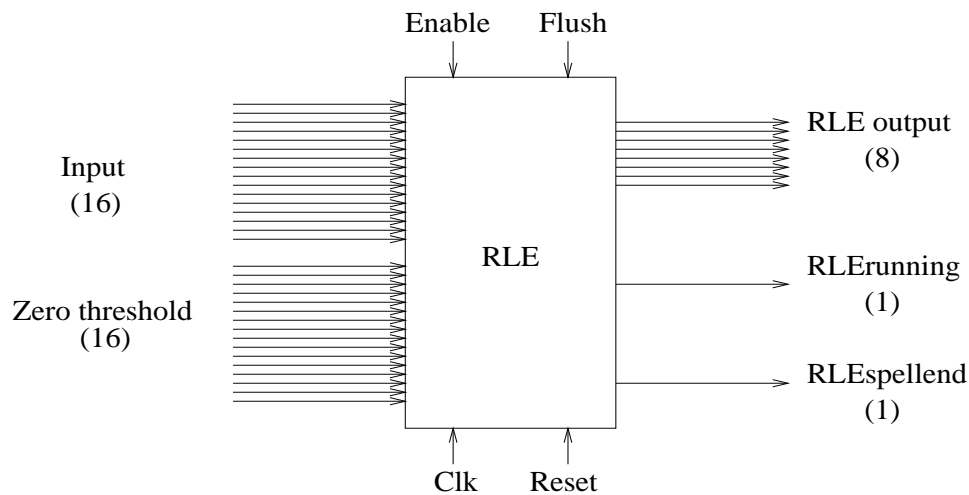 Enable
Flush
Input
(16)
Zero threshold
(16)
RLE
RLE output
(8)
RLErunning
(1)
RLEspellend
(1)
Clk
Reset